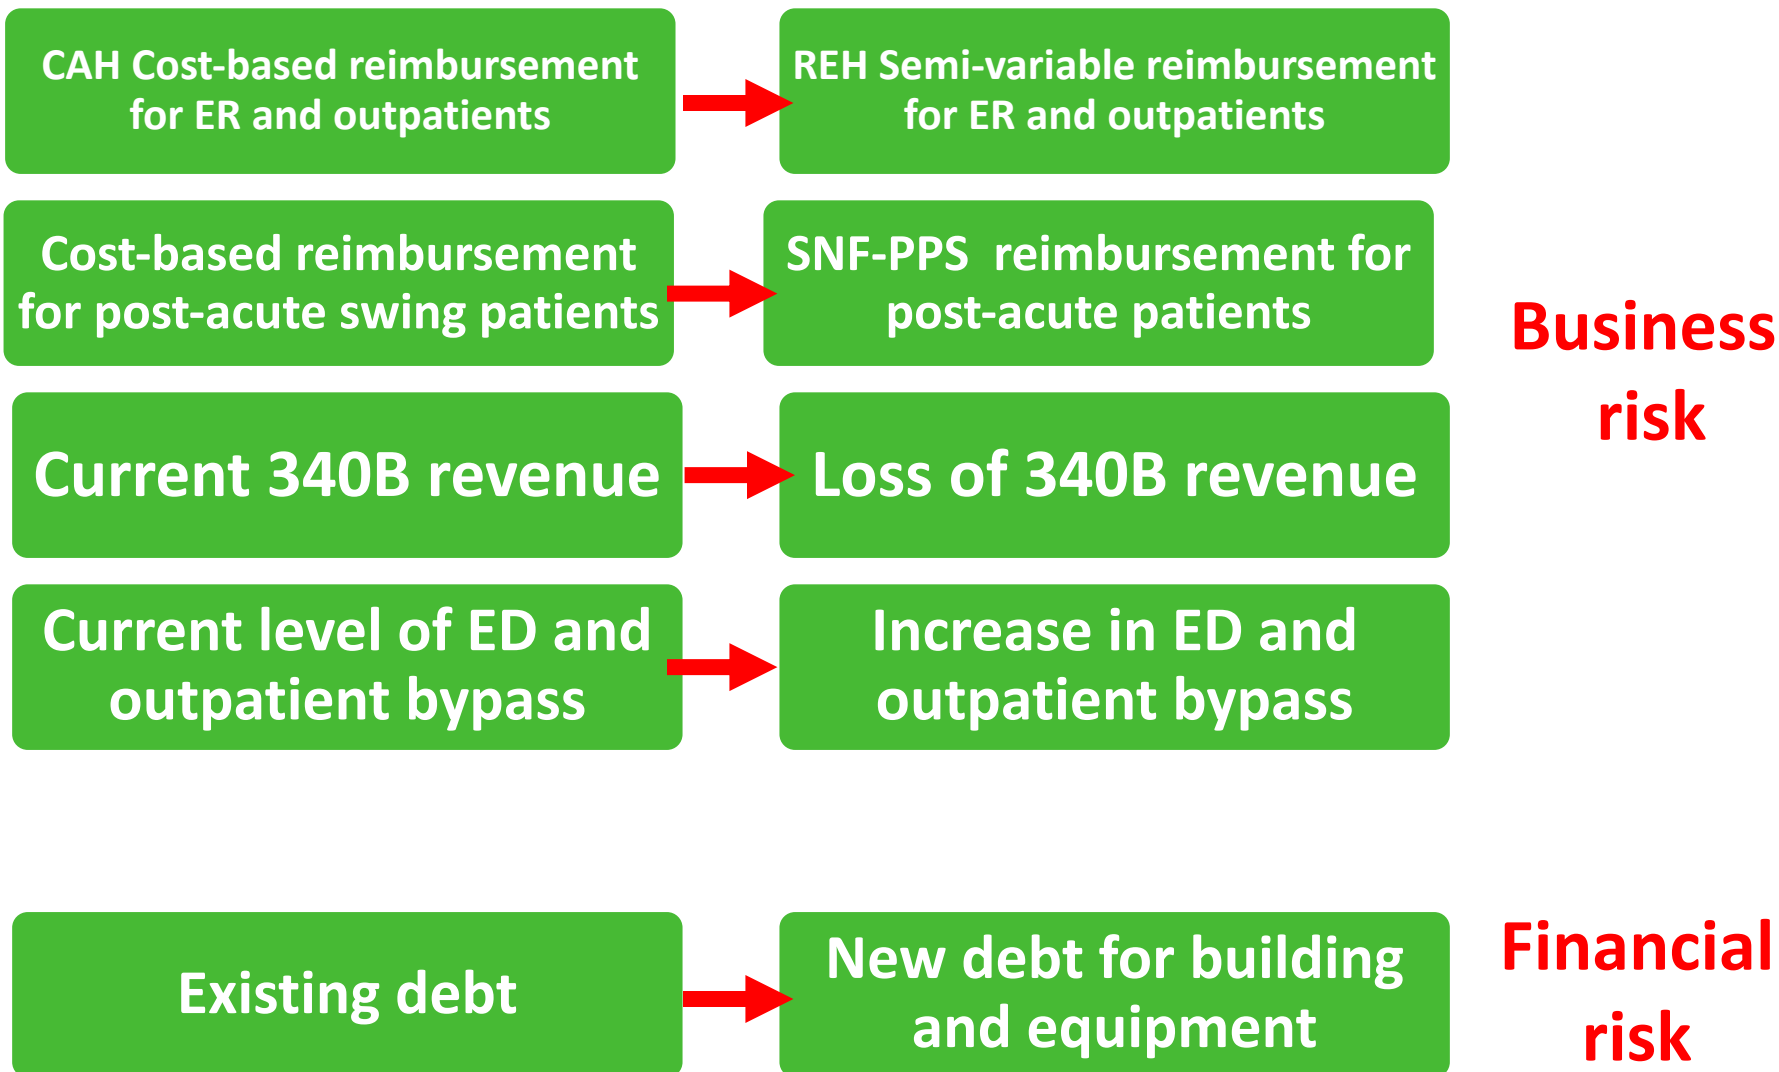 CAH Cost-based reimbursement
for ER and outpatients
REH Semi-variable reimbursement
for ER and outpatients
Cost-based reimbursement
for post-acute swing patients
SNF-PPS  reimbursement for
post-acute patients
Current 340B revenue
Loss of 340B revenue
Current level of ED and
outpatient bypass
Increase in ED and
outpatient bypass
Business
risk
Existing debt
New debt for building
and equipment
Financial
risk